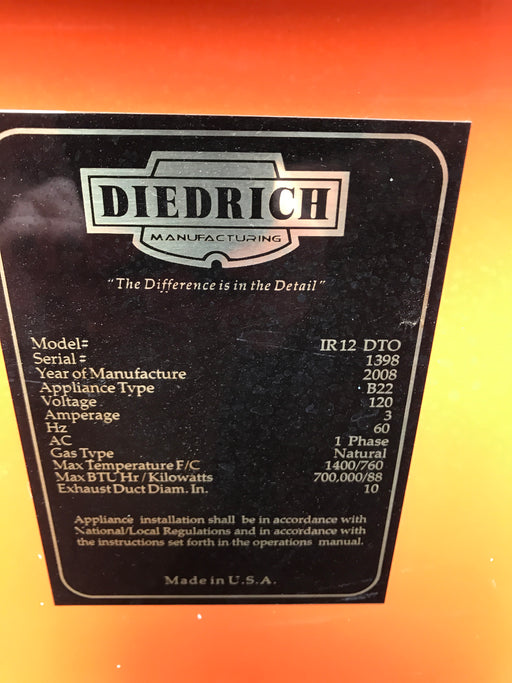 DIEDRICH
MANUFACTURING
"The Difference is in the Detail"
Model# IR12 DTO
Serial# 1398
Year of Manufacture 2008
Appliance Type B22
Voltage 120
Amperage 3
Hz 60
AC 1 Phase
Gas Type Natural
Max Temperature F/C 1400/760
Max BTU Hr / Kilowatts 700,000/88
Exhaust Duct Diam. In. 10
Appliance installation shall be in accordance with
National/Local Regulations and in accordance with
the instructions set forth in the operations manual.
Made in U.S.A.